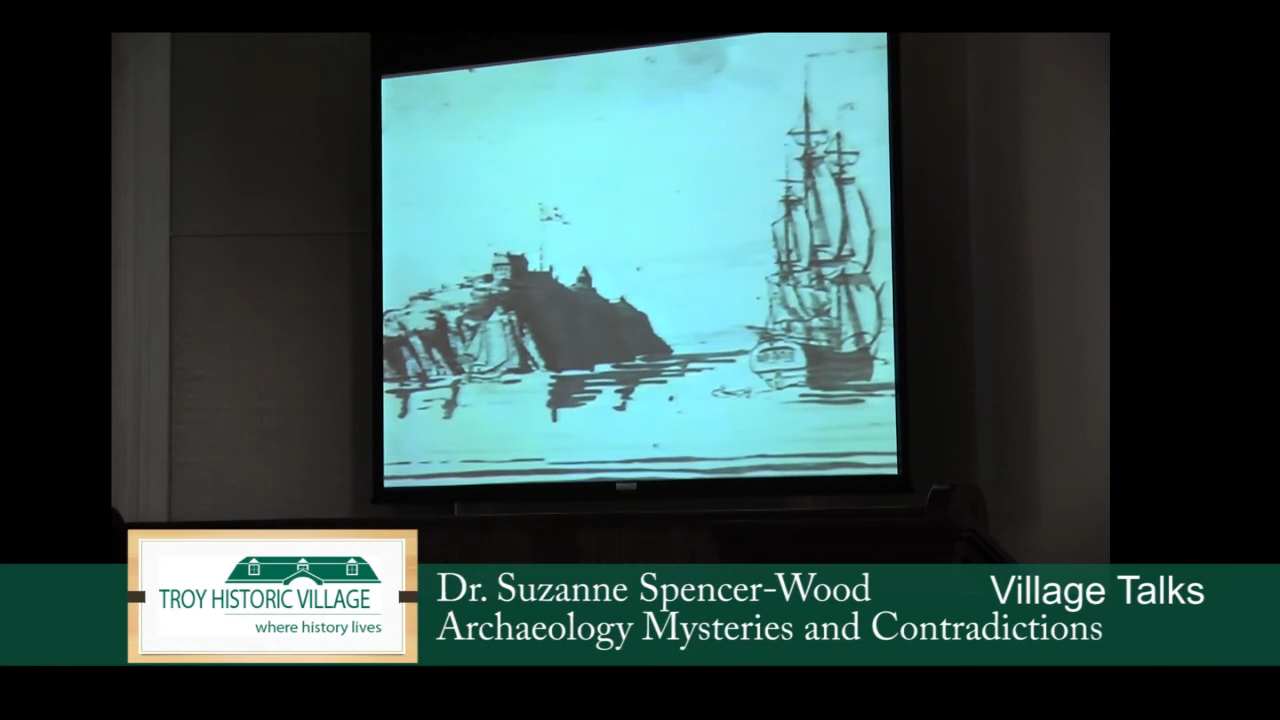 TROY HISTORIC VILLAGE
where history lives
Dr. Suzanne Spencer-Wood
Village Talks
Archaeology Mysteries and Contradictions